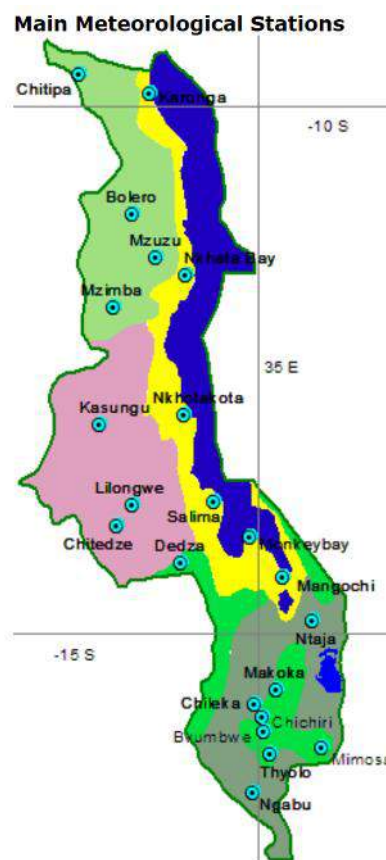 Main Meteorological Stations
Chitipa
Karonga
-10 S
Bolero
Mzuzu
Nkhata Bay
Mzimba
35 E
Kasungu
Nkhotakota
Lilongwe
Salima
Chitedze
Dedza
Monkeybay
Mangochi
Ntaja
-15 S
Makoka
Chileka
Chichiri
Bvumbwe
Mimosa
Thyolo
Ngabu